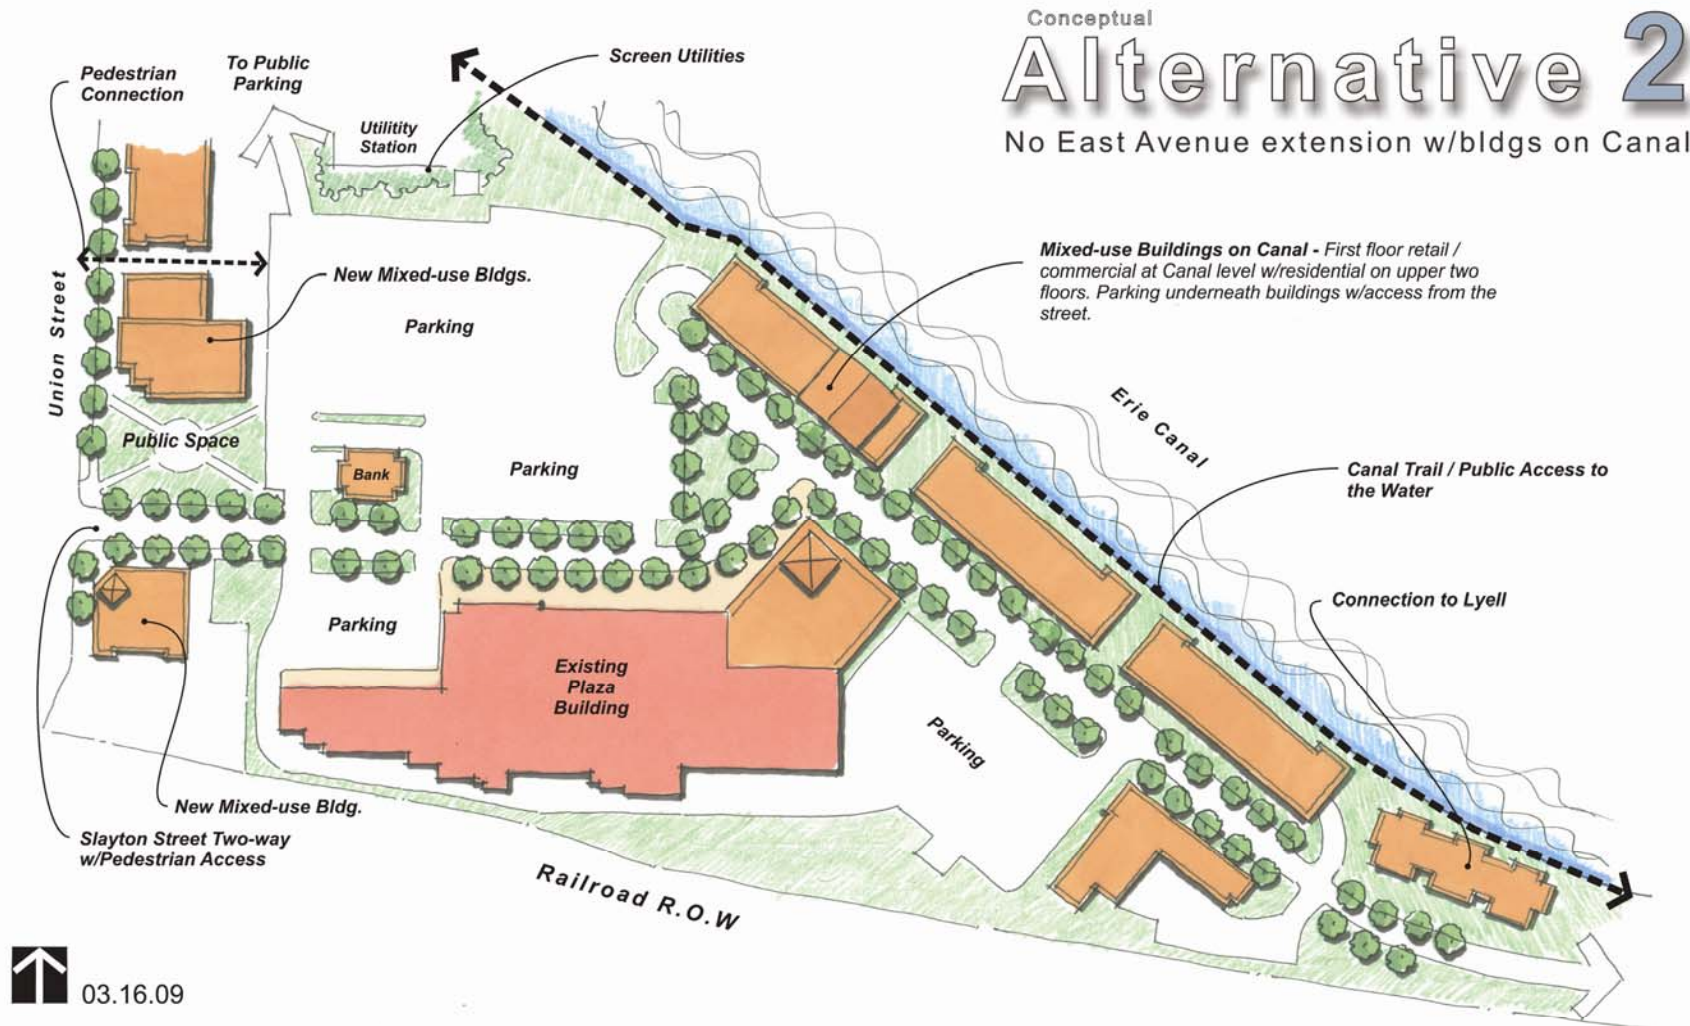 Conceptual
Alternative 2
No East Avenue extension w/bldgs on Canal
Pedestrian
Connection
To Public
Parking
Screen Utilities
Utilitity
Station
Mixed-use Buildings on Canal - First floor retail /
commercial at Canal level w/residential on upper two
floors. Parking underneath buildings w/access from the
street.
New Mixed-use Bldgs.
Union Street
Parking
Erie Canal
Public Space
Bank
Parking
Canal Trail / Public Access to
the Water
Connection to Lyell
Parking
Existing
Plaza
Building
Parking
New Mixed-use Bldg.
Slayton Street Two-way
w/Pedestrian Access
Railroad R.O.W
03.16.09